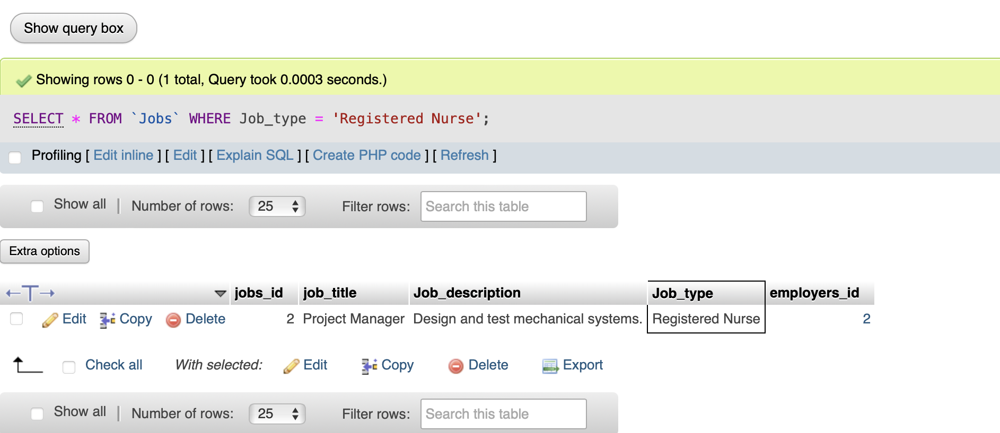 Show query box
Showing rows 0 - 0 (1 total, Query took 0.0003 seconds.)
SELECT * FROM `Jobs` WHERE Job_type = 'Registered Nurse';
Profiling [ Edit inline ] [ Edit ] [ Explain SQL ] [ Create PHP code ] [ Refresh ]
Show all | Number of rows: 25 Filter rows: Search this table
Extra options
jobs_id job_title Job_description Job_type employers_id
Edit Copy Delete 2 Project Manager Design and test mechanical systems. Registered Nurse 2
Check all With selected: Edit Copy Delete Export
Show all | Number of rows: 25 Filter rows: Search this table